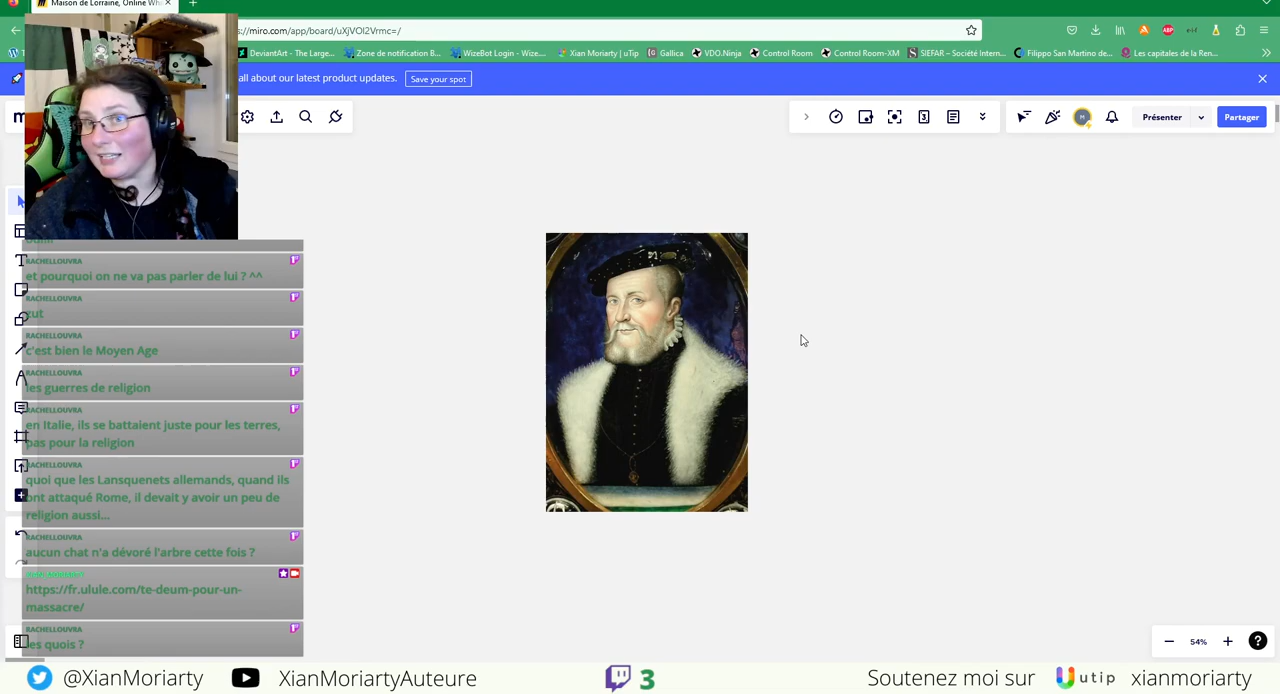 Maison de Lorraine, Online Wh
s://miro.com/app/board/uXjVOl2Vrmc=/
DeviantArt - The Large...
Zone de notification B...
WizeBot Login - Wize....
Xian Moriarty | uTip
Gallica
VDO.Ninja
Control Room
Control Room-XM
SIEFAR – Société Intern...
Filippo San Martino de...
Les capitales de la Ren...
all about our latest product updates.
Save your spot
Présenter
Partager
RACHELLOUVRA
et pourquoi on ne va pas parler de lui ? ^^
RACHELLOUVRA
zut
RACHELLOUVRA
c'est bien le Moyen Age
RACHELLOUVRA
les guerres de religion
RACHELLOUVRA
en Italie, ils se battaient juste pour les terres,
pas pour la religion
RACHELLOUVRA
quoi que les Lansquenets allemands, quand ils
ont attaqué Rome, il devait y avoir un peu de
religion aussi...
RACHELLOUVRA
aucun chat n'a dévoré l'arbre cette fois ?
https://fr.ulule.com/te-deum-pour-un-
massacre/
RACHELLOUVRA
les quois ?
54%
@XianMoriarty
XianMoriartyAuteure
3
Soutenez moi sur
utip
xianmoriarty